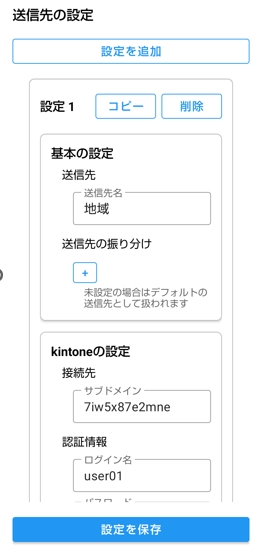 送信先の設定
設定を追加
設定 1
コピー
削除
基本の設定
送信先
送信先名
地域
送信先の振り分け
+
未設定の場合はデフォルトの
送信先として扱われます
kintoneの設定
接続先
サブドメイン
7iw5x87e2mne
認証情報
ログイン名
user01
パスワード
設定を保存